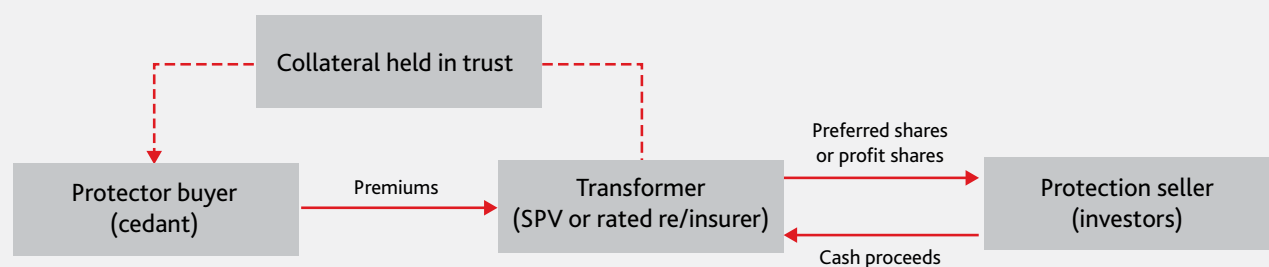 Collateral held in trust
Protector buyer
(cedant)
Premiums
Transformer
(SPV or rated re/insurer)
Preferred shares
or profit shares
Cash proceeds
Protection seller
(investors)